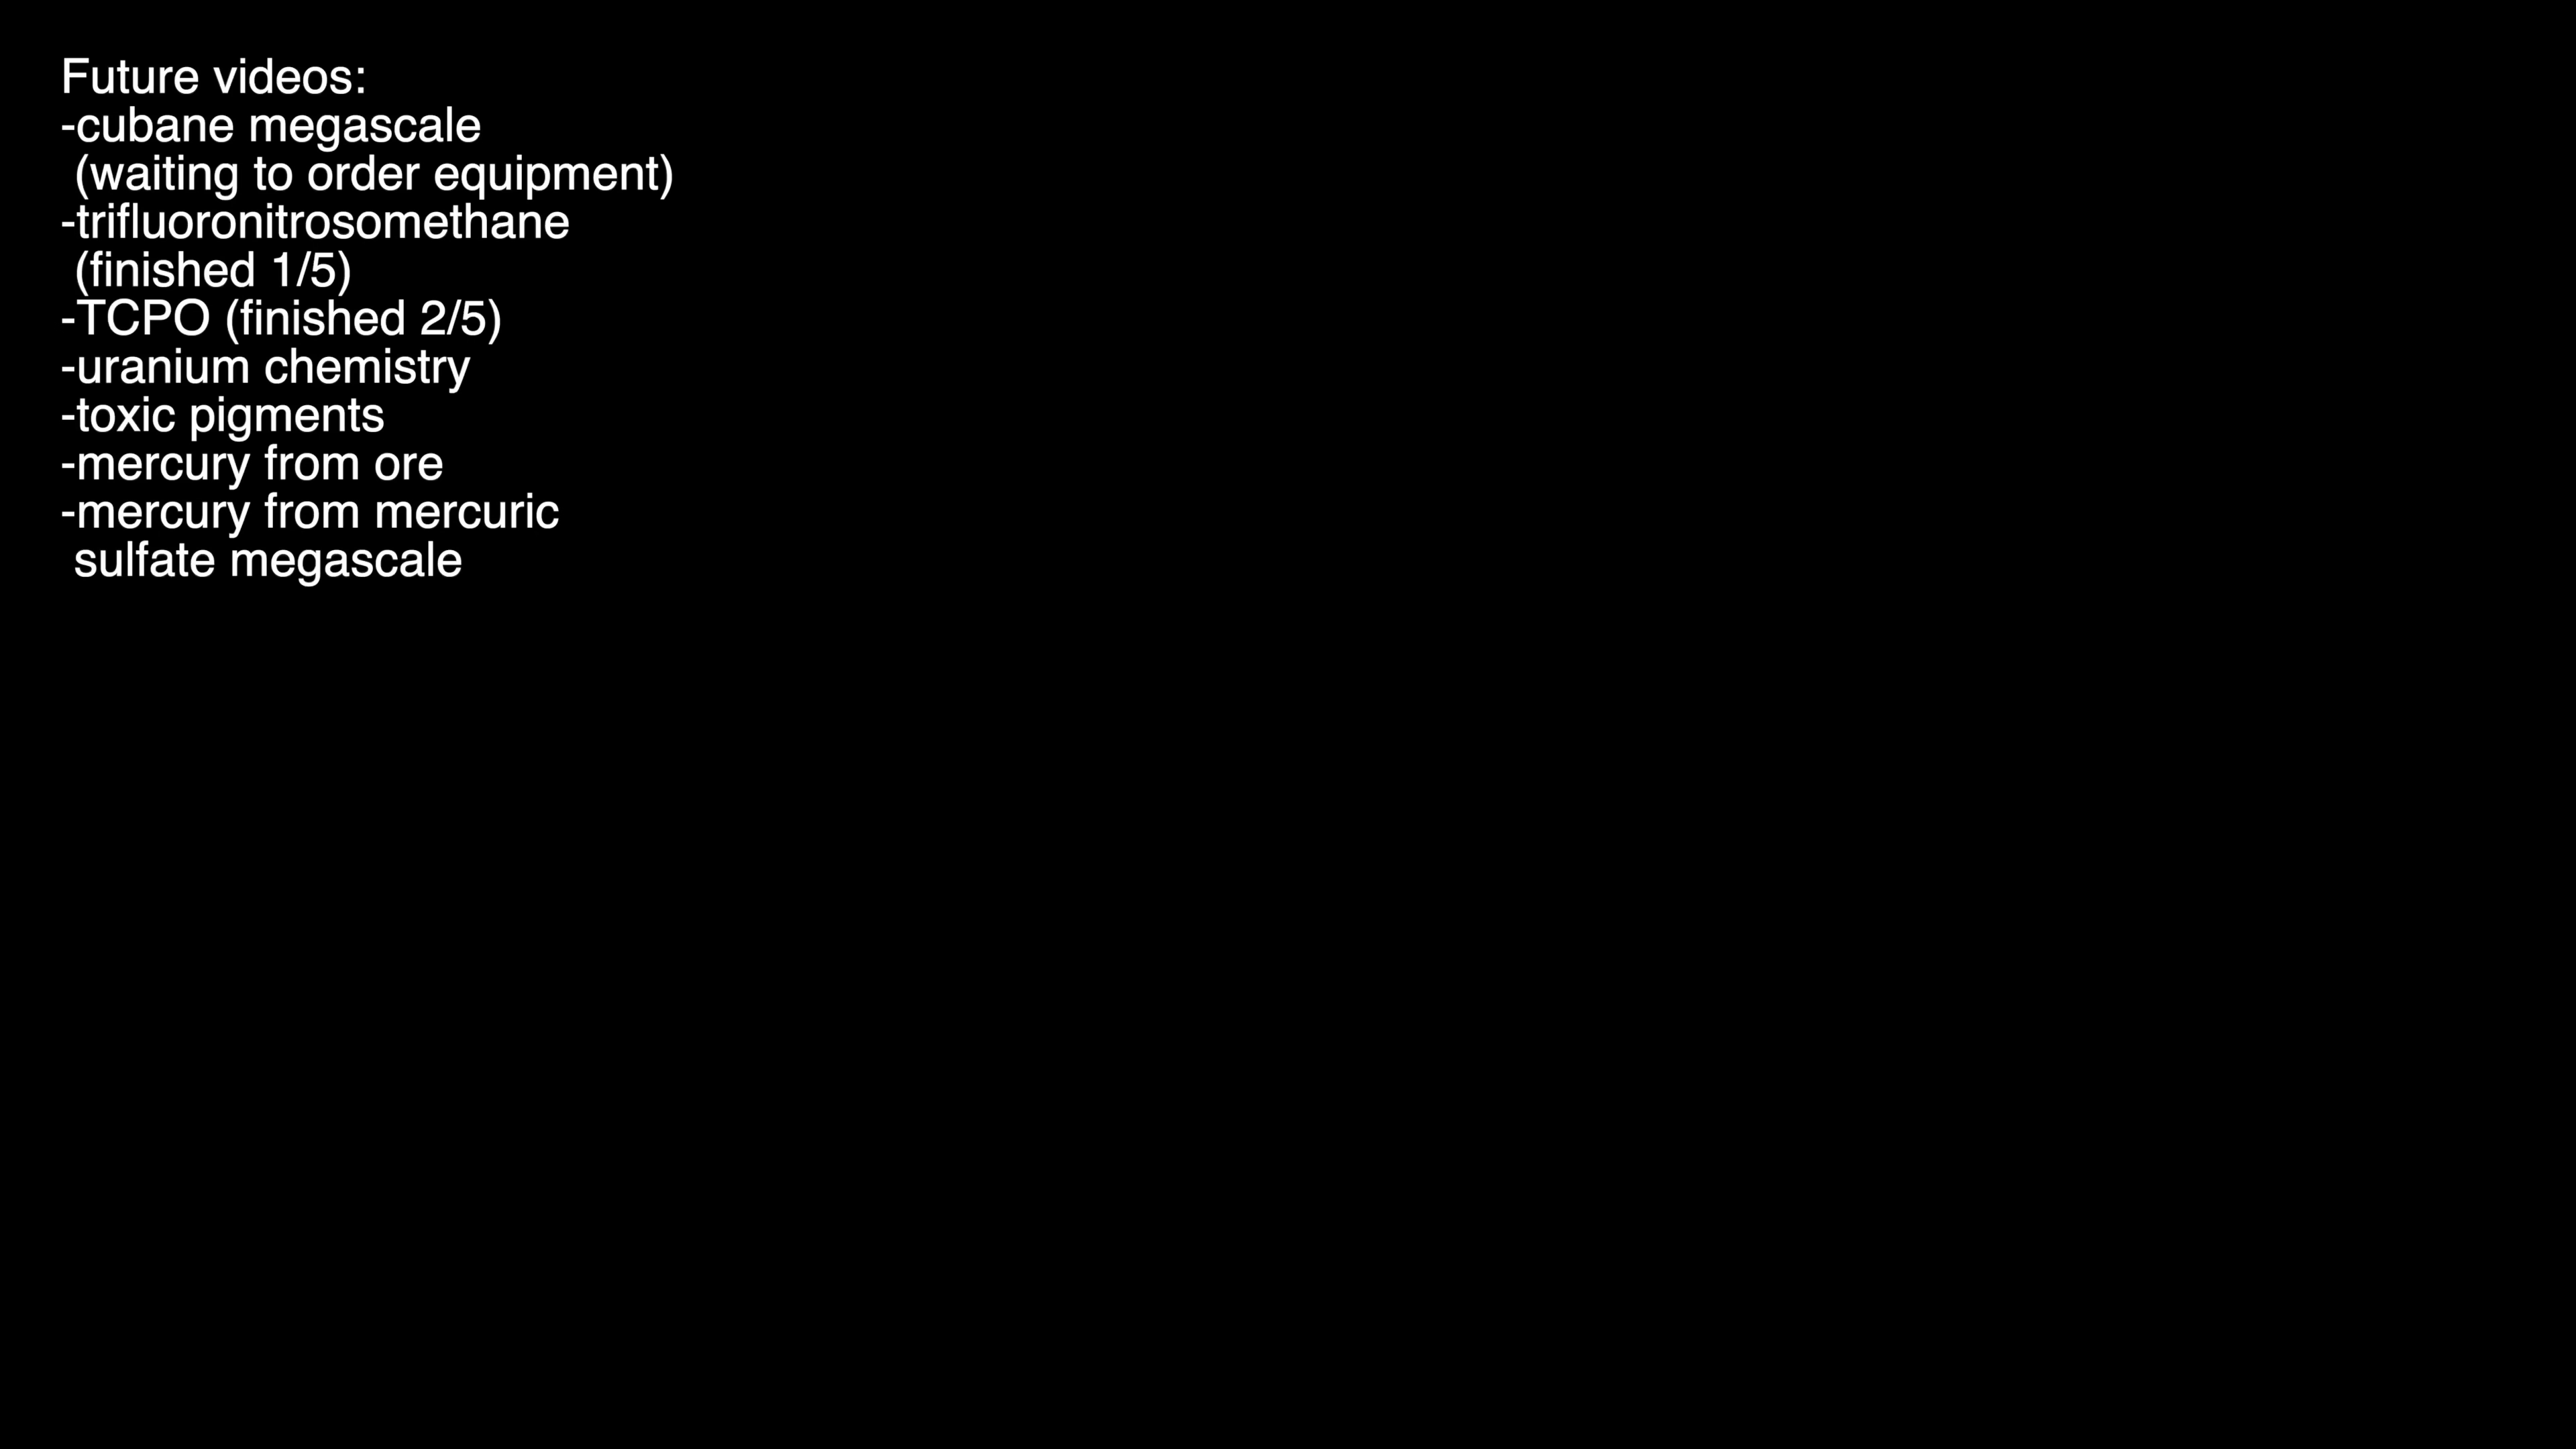 Future videos:
-cubane megascale
(waiting to order equipment)
-trifluoronitrosomethane
(finished 1/5)
-TCPO (finished 2/5)
-uranium chemistry
-toxic pigments
-mercury from ore
-mercury from mercuric
sulfate megascale